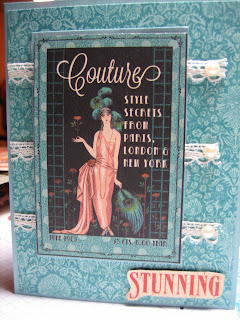 Couture
STYLE
SECRETS
FROM
PARIS,
LONDON &
NEW YORK
STUNNING